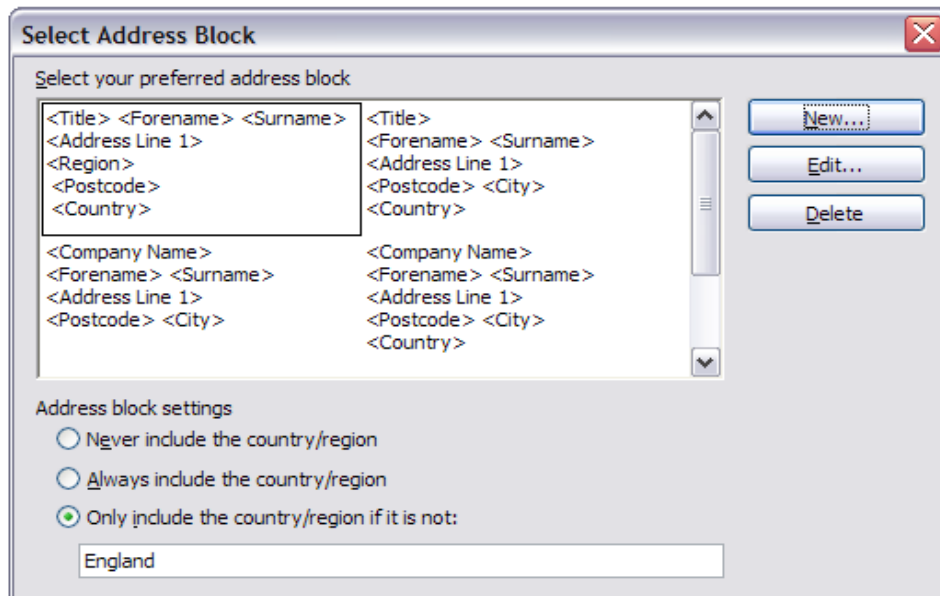 Select Address Block
Select your preferred address block
<Title> <Forename> <Surname>
<Address Line 1>
<Region>
<Postcode>
<Country>
<Title>
<Forename> <Surname>
<Address Line 1>
<Postcode> <City>
<Country>
<Company Name>
<Forename> <Surname>
<Address Line 1>
<Postcode> <City>
<Company Name>
<Forename> <Surname>
<Address Line 1>
<Postcode> <City>
<Country>
New...
Edit...
Delete
Address block settings
Never include the country/region
Always include the country/region
Only include the country/region if it is not:
England